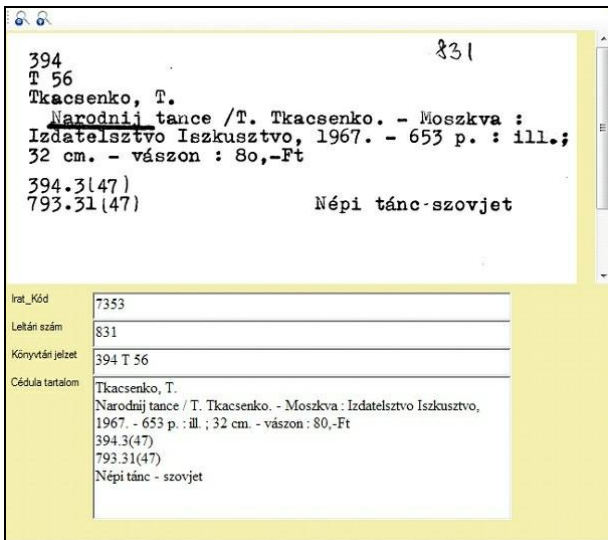 831
394
T 56
Tkacsenko, T.
Narodnij tance /T. Tkacsenko. - Moszkva :
Izdatelsztvo Iszkusztvo, 1967. - 653 p. : ill.;
32 cm. - vászon : 8o,-Ft
394.3(47)
793.31(47) Népi tánc-szovjet
Irat_Kód 7353
Leltári szám 831
Könyvtári jelzet 394 T 56
Cédula tartalom Tkacsenko, T.
Narodnij tance / T. Tkacsenko. - Moszkva : Izdatelsztvo Iszkusztvo,
1967. - 653 p. : ill. ; 32 cm. - vászon : 80,-Ft
394.3(47)
793.31(47)
Népi tánc - szovjet